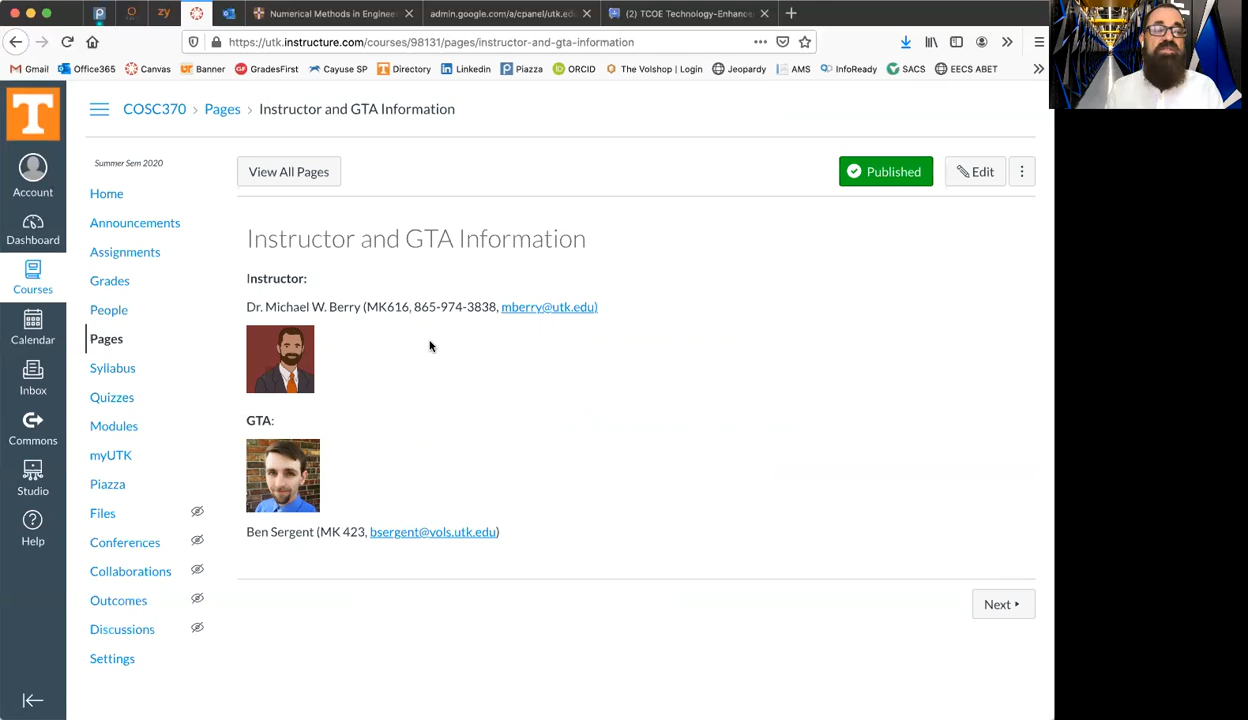 Numerical Methods in Enginee
admin.google.com/a/cpanel/utk.ed
(2) TCOE Technology-Enhance
https://utk.instructure.com/courses/98131/pages/instructor-and-gta-information
Gmail Office365 Canvas Banner GradesFirst Cayuse SP Directory Linkedin Piazza ORCID The Volshop | Login Jeopardy AMS InfoReady SACS EECS ABET
COSC370 › Pages › Instructor and GTA Information
Account
Dashboard
Courses
Calendar
Inbox
Commons
Studio
Help
Summer Sem 2020
Home
Announcements
Assignments
Grades
People
Pages
Syllabus
Quizzes
Modules
myUTK
Piazza
Files
Conferences
Collaborations
Outcomes
Discussions
Settings
View All Pages
Published
Edit
Instructor and GTA Information
Instructor:
Dr. Michael W. Berry (MK616, 865-974-3838, mberry@utk.edu)
GTA:
Ben Sergent (MK 423, bsergent@vols.utk.edu)
Next